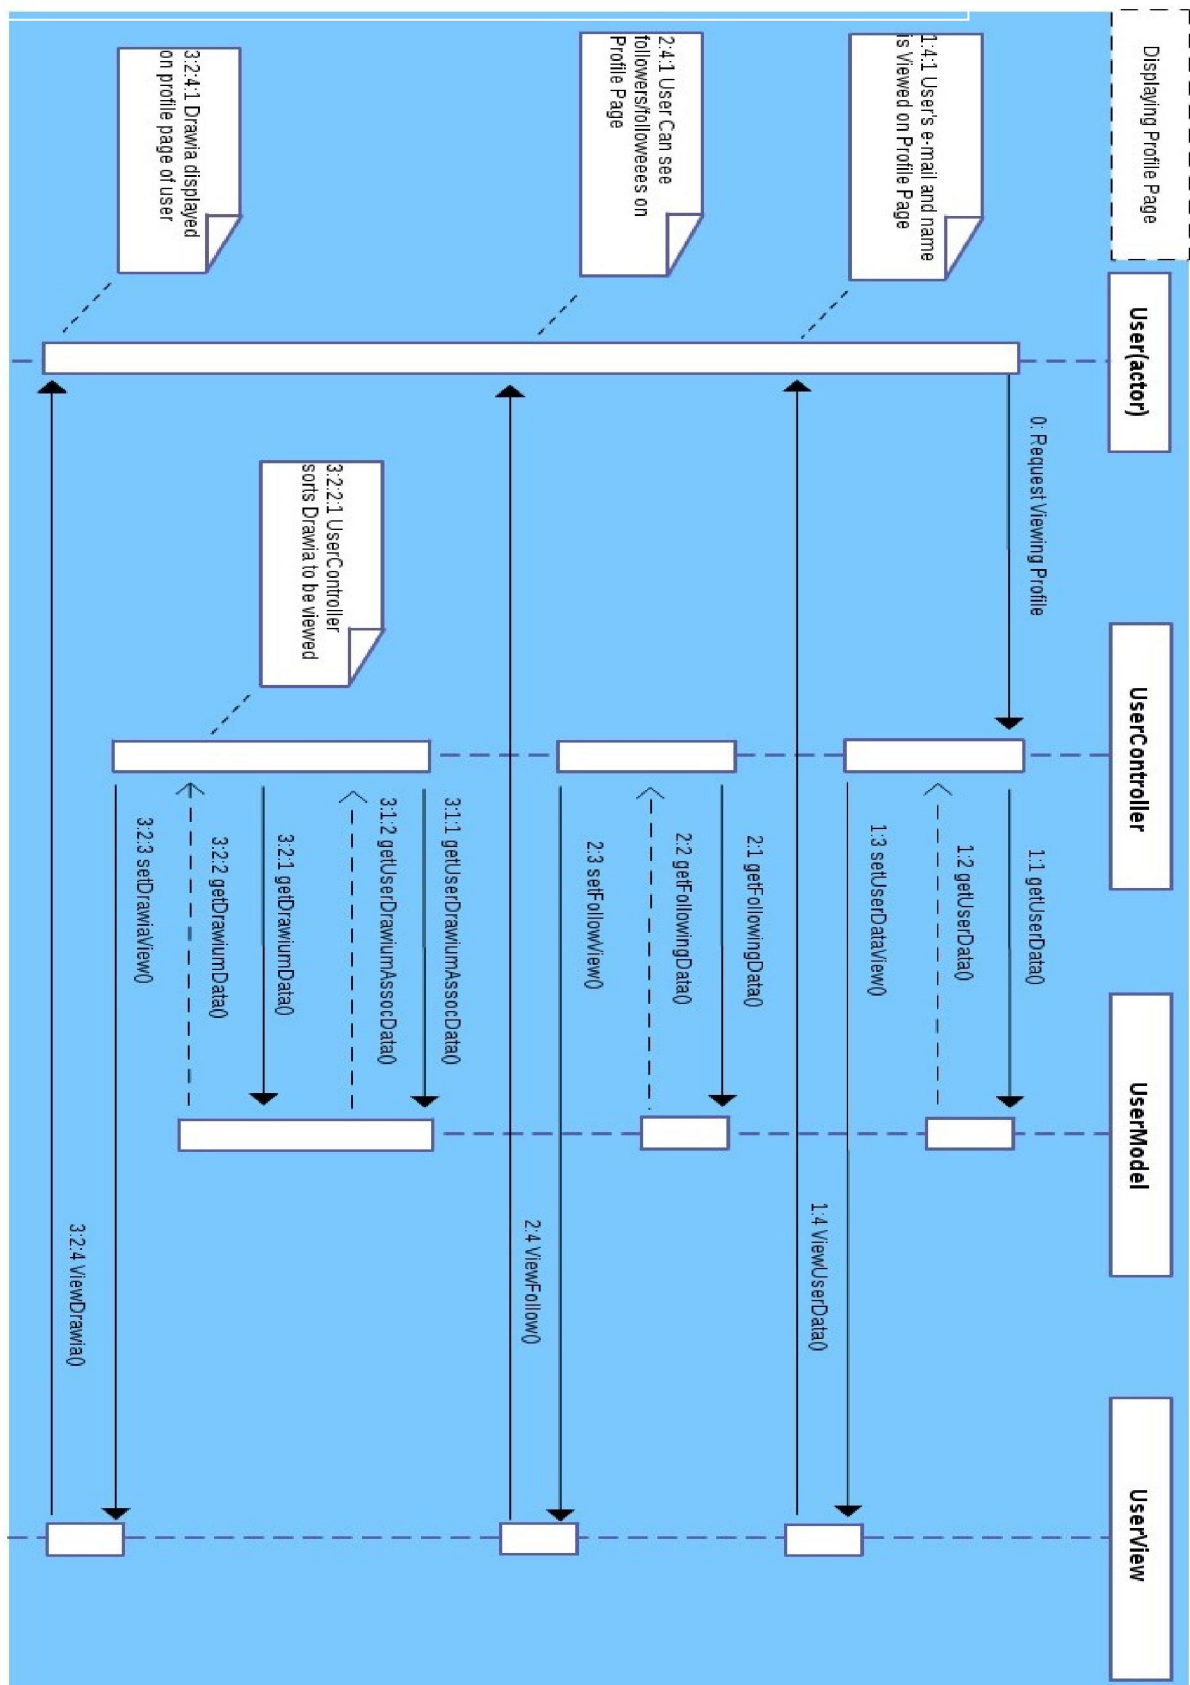 Displaying Profile Page
User(actor)
UserController
UserModel
UserView
0: Request Viewing Profile
1:1 getUserData()
1:2 getUserData()
1:3 setUserDataView()
1:4 ViewUserData()
1:4:1 User's e-mail and name
is Viewed on Profile Page
2:1 getFollowingData()
2:2 getFollowingData()
2:3 setFollowView()
2:4 ViewFollow()
2:4:1 User Can see
followers/followeees on
Profile Page
3:1:1 getUserDrawiumAssocData()
3:1:2 getUserDrawiumAssocData()
3:2:1 getDrawiumData()
3:2:2 getDrawiumData()
3:2:2:1 UserController
sorts Drawia to be viewed
3:2:3 setDrawiaView()
3:2:4 ViewDrawia()
3:2:4:1 Drawia displayed
on profile page of user